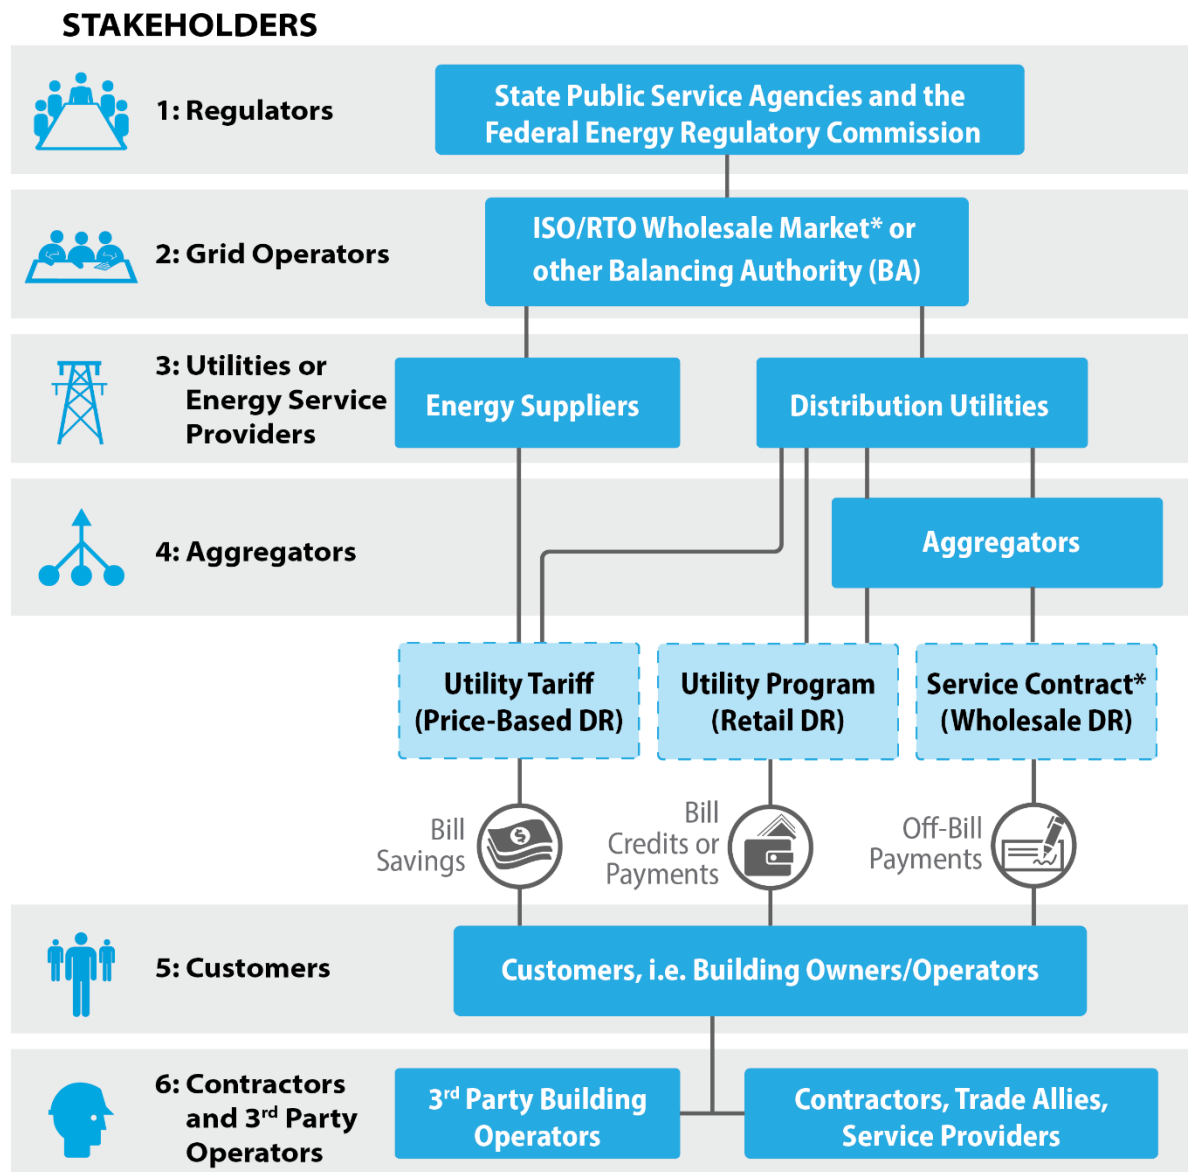 STAKEHOLDERS
1: Regulators
State Public Service Agencies and the
Federal Energy Regulatory Commission
2: Grid Operators
ISO/RTO Wholesale Market* or
other Balancing Authority (BA)
3: Utilities or
Energy Service
Providers
Energy Suppliers
Distribution Utilities
4: Aggregators
Aggregators
Utility Tariff
(Price-Based DR)
Utility Program
(Retail DR)
Service Contract*
(Wholesale DR)
Bill
Savings
$
Bill
Credits or
Payments
Off-Bill
Payments
5: Customers
Customers, i.e. Building Owners/Operators
6: Contractors
and 3rd Party
Operators
3rd Party Building
Operators
Contractors, Trade Allies,
Service Providers